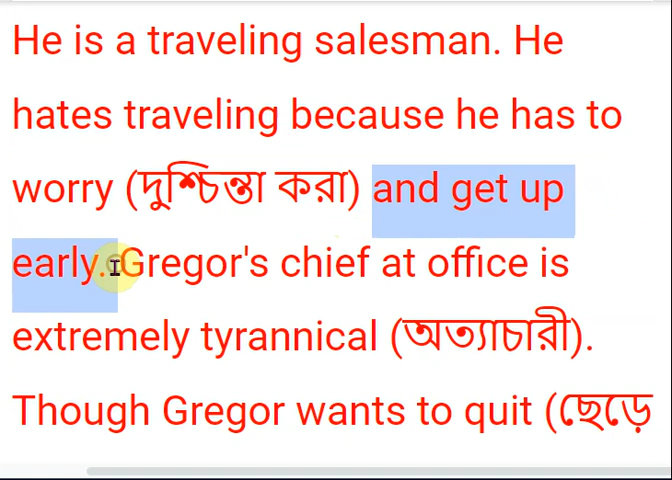 He is a traveling salesman. He
hates traveling because he has to
worry (দুশ্চিন্তা করা) and get up
early. Gregor's chief at office is
extremely tyrannical (অত্যাচারী).
Though Gregor wants to quit (ছেড়ে